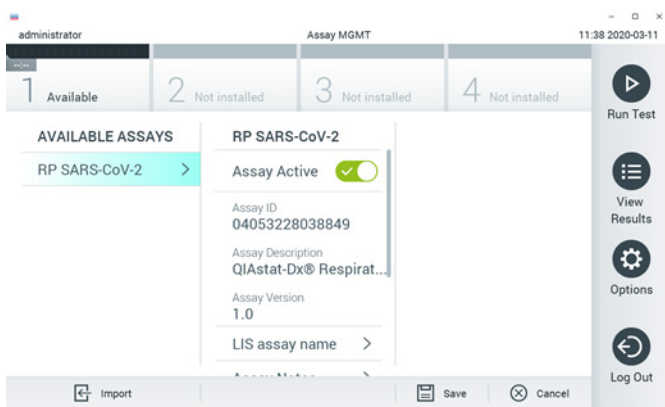 administrator
Assay MGMT
11:38 2020-03-11
1 Available
2 Not installed
3 Not installed
4 Not installed
AVAILABLE ASSAYS
RP SARS-CoV-2
RP SARS-CoV-2
Assay Active
Assay ID
04053228038849
Assay Description
QIAstat-Dx® Respirat...
Assay Version
1.0
LIS assay name
Run Test
View
Results
Options
Log Out
Import
Save
Cancel